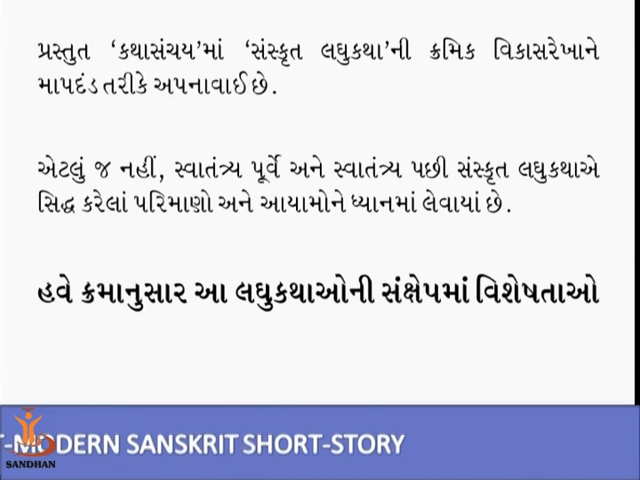 પ્રસ્તુત ‘કથાસંચય’માં ‘સંસ્કૃત લઘુકથા’ની ક્રમિક વિકાસરેખાને
માપદંડ તરીકે અપનાવાઈ છે.
એટલું જ નહીં, સ્વાતંત્ર્ય પૂર્વે અને સ્વાતંત્ર્ય પછી સંસ્કૃત લઘુકથાએ
સિદ્ધ કરેલાં પરિમાણો અને આયામોને ધ્યાનમાં લેવાયાં છે.
હવે ક્રમાનુસાર આ લઘુકથાઓની સંક્ષેપમાં વિશેષતાઓ
T-MODERN SANSKRIT SHORT-STORY
SANDHAN